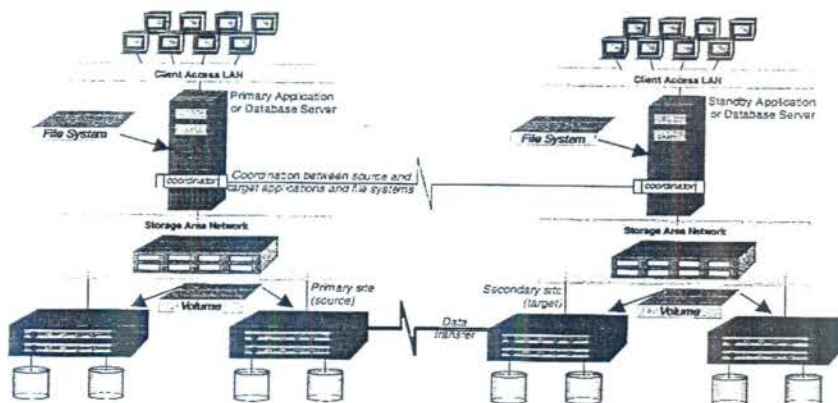 Client Access LAN
Primary Application
or Database Server
File System
coordinator
Coordination between source and
target applications and file systems
Storage Area Network
Primary site
(source)
Volume
Data
transfer
Client Access LAN
Standby Application
or Database Server
File System
coordinator
Storage Area Network
Secondary site
(target)
Volume